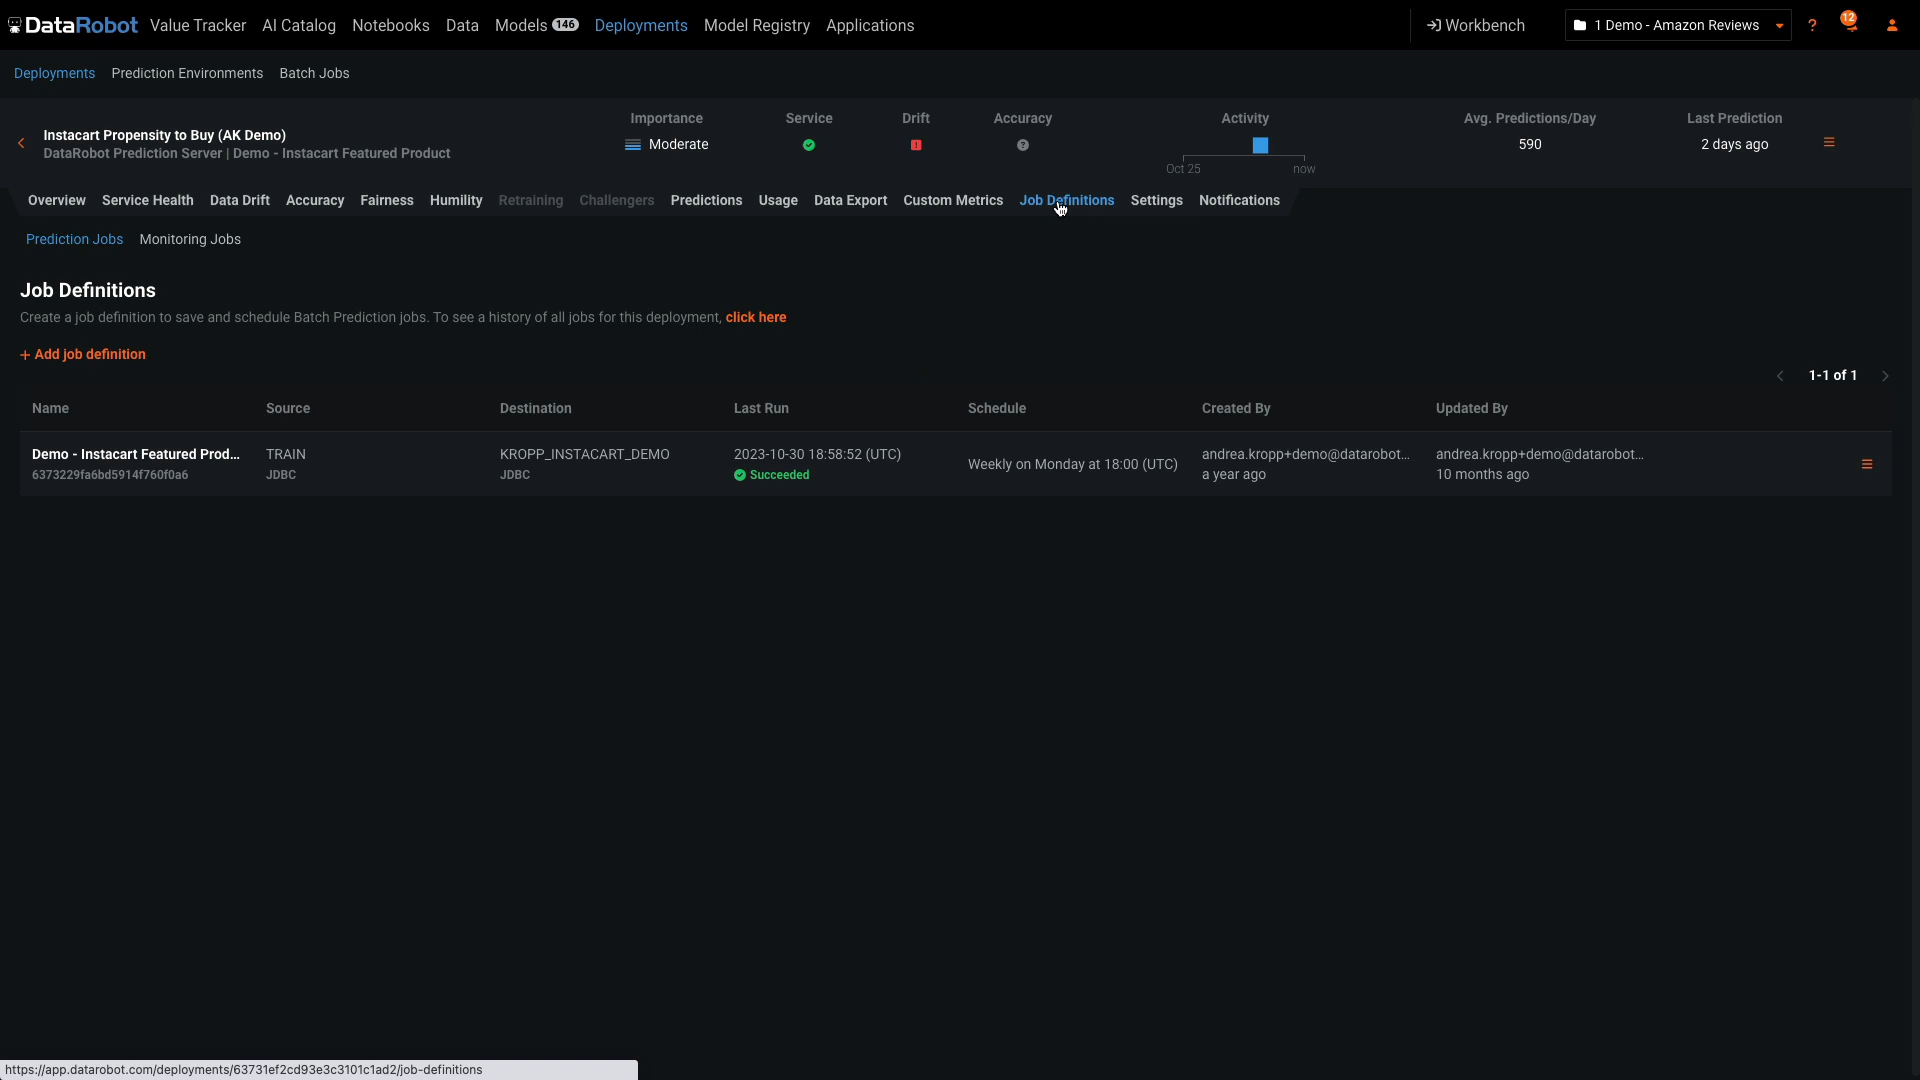 DataRobot Value Tracker AI Catalog Notebooks Data Models 146 Deployments Model Registry Applications Workbench 1 Demo - Amazon Reviews ? 12
Deployments Prediction Environments Batch Jobs
Importance Service Drift Accuracy Activity Avg. Predictions/Day Last Prediction
Instacart Propensity to Buy (AK Demo)
Moderate ! ? 590 2 days ago
DataRobot Prediction Server | Demo - Instacart Featured Product
Oct 25 now
Overview Service Health Data Drift Accuracy Fairness Humility Retraining Challengers Predictions Usage Data Export Custom Metrics Job Definitions Settings Notifications
Prediction Jobs Monitoring Jobs
Job Definitions
Create a job definition to save and schedule Batch Prediction jobs. To see a history of all jobs for this deployment, click here
+ Add job definition
< 1-1 of 1 >
Name Source Destination Last Run Schedule Created By Updated By
Demo - Instacart Featured Prod... TRAIN KROPP_INSTACART_DEMO 2023-10-30 18:58:52 (UTC) Weekly on Monday at 18:00 (UTC) andrea.kropp+demo@datarobot... andrea.kropp+demo@datarobot...
6373229fa6bd5914f760f0a6 JDBC JDBC Succeeded a year ago 10 months ago
https://app.datarobot.com/deployments/63731ef2cd93e3c3101c1ad2/job-definitions